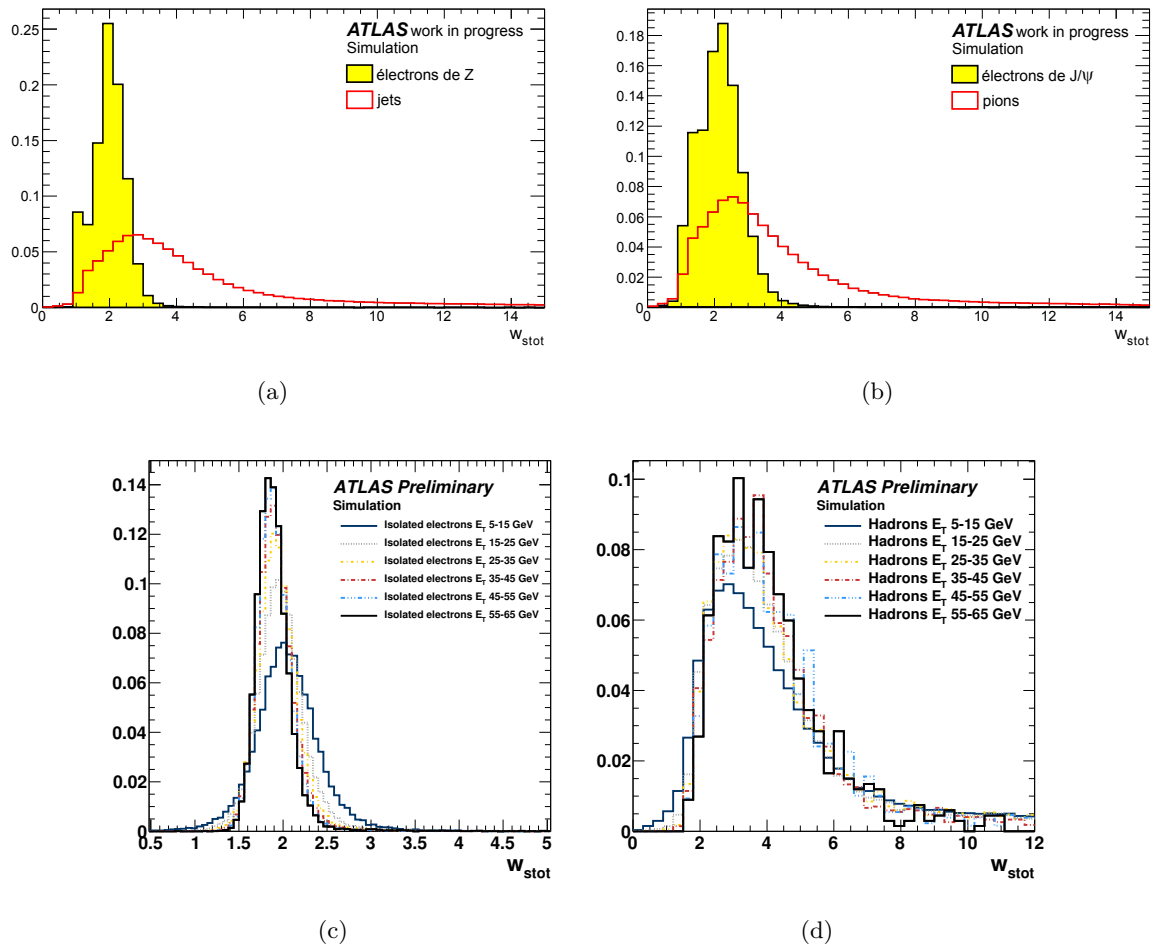 ATLAS work in progress
Simulation
électrons de Z
jets
0.25
0.2
0.15
0.1
0.05
0
0 2 4 6 8 10 12 14
w_stot
(a)
ATLAS work in progress
Simulation
électrons de J/ψ
pions
0.18
0.16
0.14
0.12
0.1
0.08
0.06
0.04
0.02
0
0 2 4 6 8 10 12 14
w_stot
(b)
ATLAS Preliminary
Simulation
Isolated electrons E_T 5-15 GeV
Isolated electrons E_T 15-25 GeV
Isolated electrons E_T 25-35 GeV
Isolated electrons E_T 35-45 GeV
Isolated electrons E_T 45-55 GeV
Isolated electrons E_T 55-65 GeV
0.14
0.12
0.1
0.08
0.06
0.04
0.02
0
0.5 1 1.5 2 2.5 3 3.5 4 4.5 5
w_stot
(c)
ATLAS Preliminary
Simulation
Hadrons E_T 5-15 GeV
Hadrons E_T 15-25 GeV
Hadrons E_T 25-35 GeV
Hadrons E_T 35-45 GeV
Hadrons E_T 45-55 GeV
Hadrons E_T 55-65 GeV
0.1
0.08
0.06
0.04
0.02
0
0 2 4 6 8 10 12
w_stot
(d)